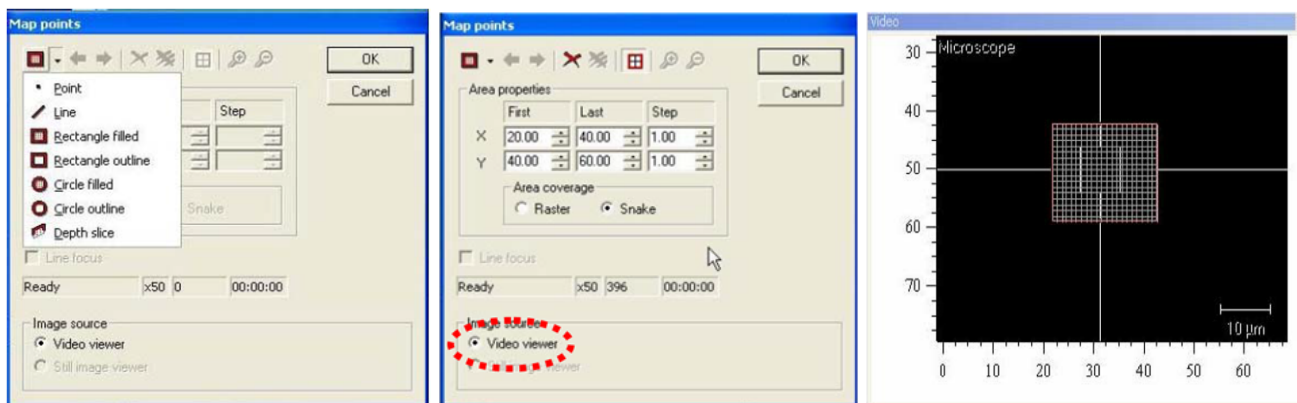 Map points
OK
Cancel
Point
Line
Rectangle filled
Rectangle outline
Circle filled
Circle outline
Depth slice
Step
Snake
Line focus
Ready x50 0 00:00:00
Image source
Video viewer
Still image viewer
Map points
OK
Cancel
Area properties
First Last Step
X 20.00 40.00 1.00
Y 40.00 60.00 1.00
Area coverage
Raster Snake
Line focus
Ready x50 396 00:00:00
Image source
Video viewer
Still image viewer
Video
Microscope
30
40
50
60
70
10 µm
0 10 20 30 40 50 60